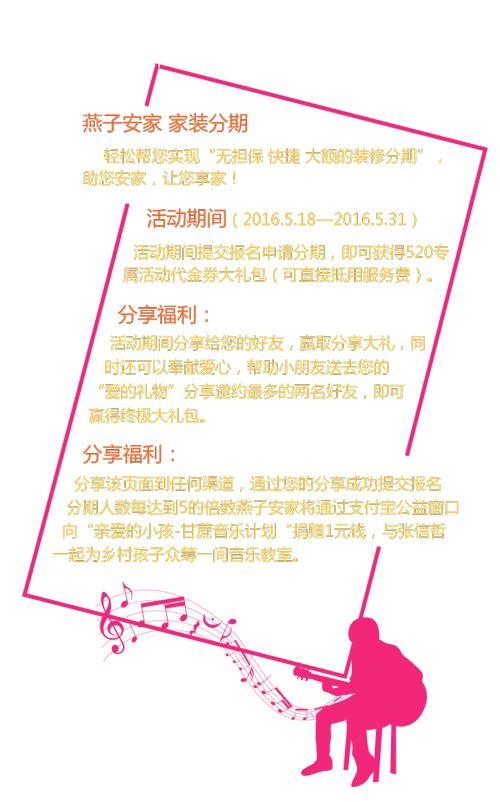 燕子安家 家装分期
轻松帮您实现“无担保 快捷 大额的装修分期”，
助您安家，让您享家！
活动期间（2016.5.18—2016.5.31）
活动期间提交报名申请分期，即可获得520专
属活动代金券大礼包（可直接抵用服务费）。
分享福利：
活动期间分享给您的好友，赢取分享大礼，同
时还可以奉献爱心，帮助小朋友送去您的
“爱的礼物”分享邀约最多的两名好友，即可
赢得终极大礼包。
分享福利：
分享该页面到任何渠道，通过您的分享成功提交报名
分期人数每达到5的倍数燕子安家将通过支付宝公益窗口
向“亲爱的小孩-甘蔗音乐计划“捐赠1元钱，与张信哲
一起为乡村孩子众筹一间音乐教室。